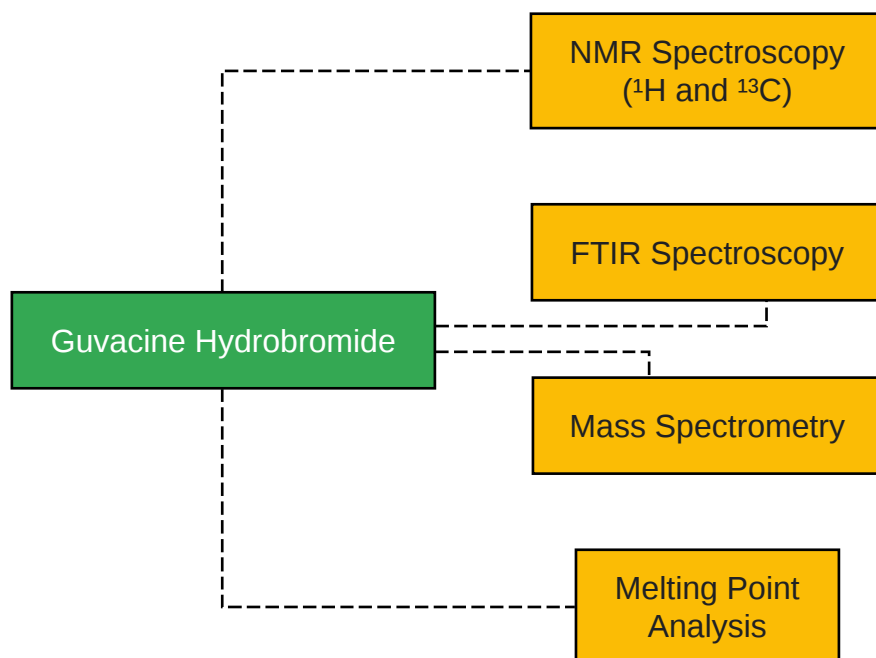 NMR Spectroscopy
(¹H and ¹³C)
FTIR Spectroscopy
Guvacine Hydrobromide
Mass Spectrometry
Melting Point
Analysis